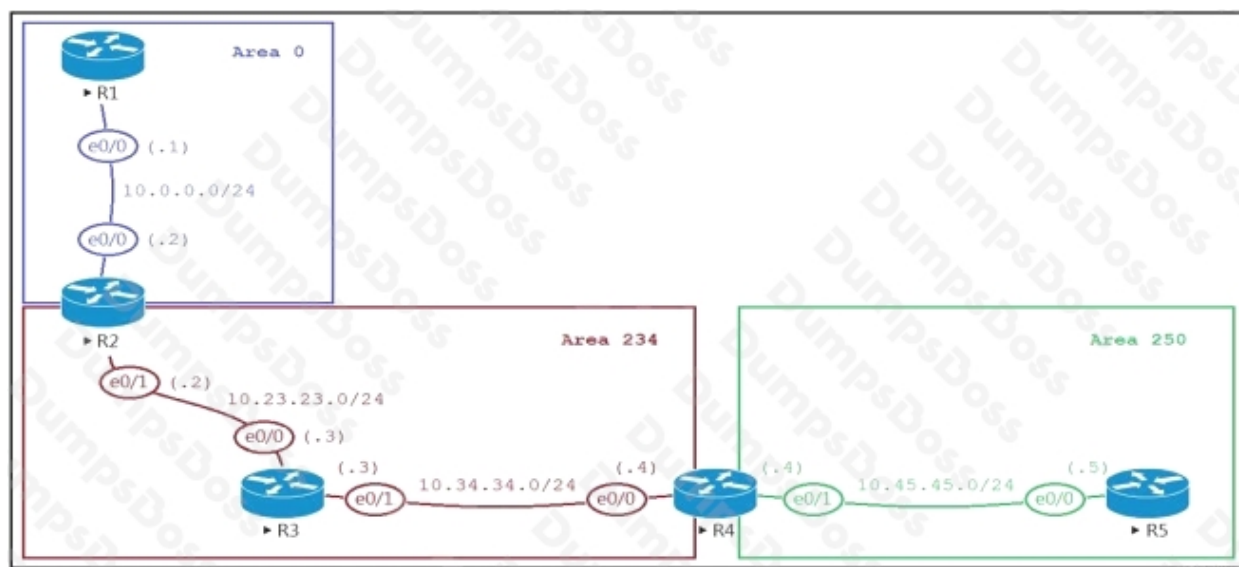 Area 0
▸ R1
e0/0 (.1)
10.0.0.0/24
e0/0 (.2)
▸ R2
Area 234
Area 250
e0/1 (.2)
10.23.23.0/24
e0/0 (.3)
(.3)
10.34.34.0/24
(.4)
(.4)
10.45.45.0/24
(.5)
e0/1
e0/0
e0/1
e0/0
▸ R3
▸ R4
▸ R5
DumpsDoss